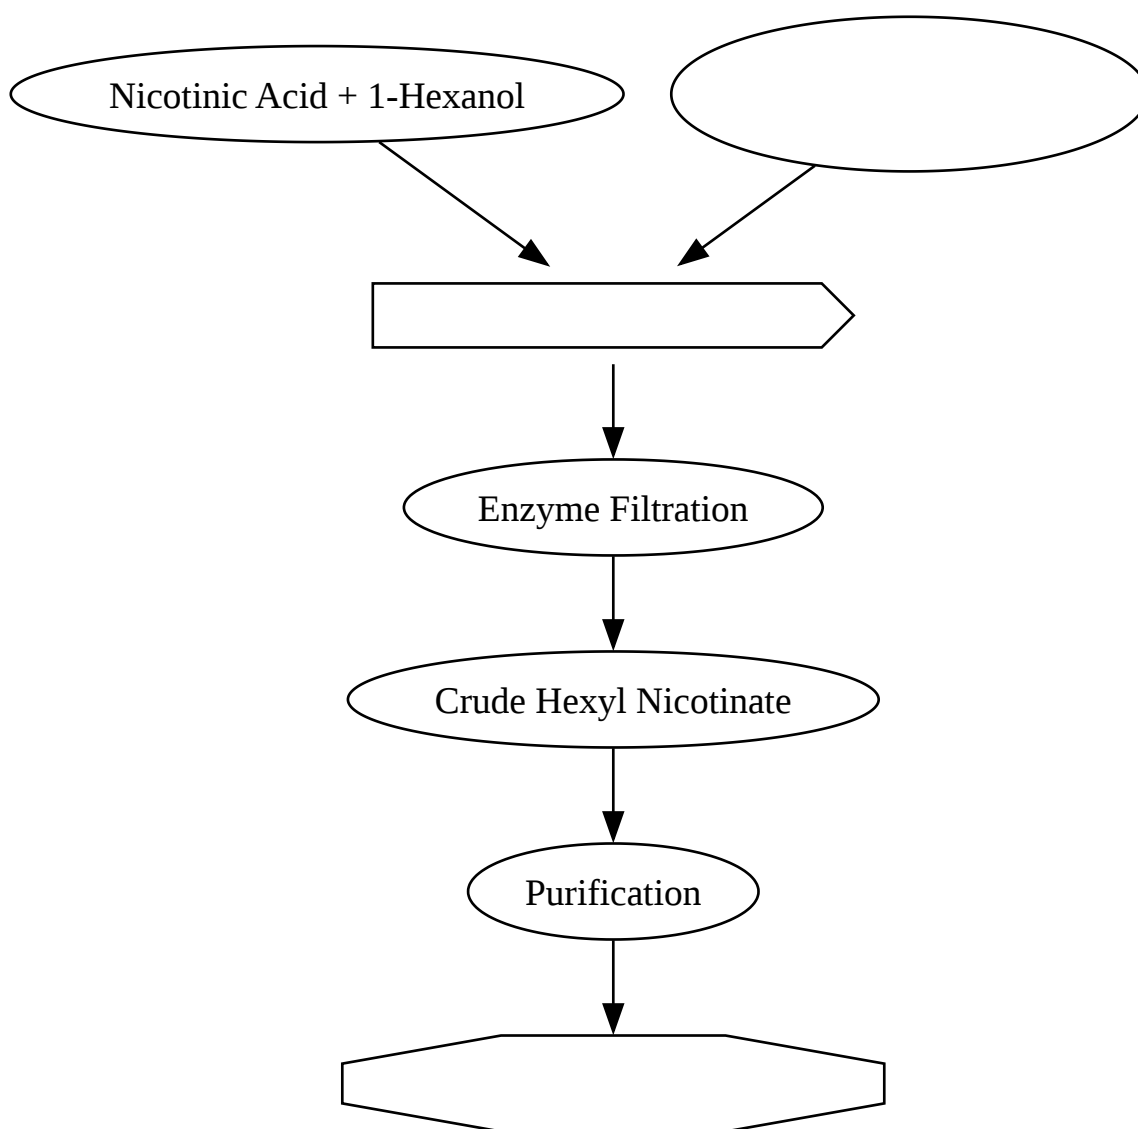 Nicotinic Acid + 1-Hexanol
Enzyme Filtration
Crude Hexyl Nicotinate
Purification